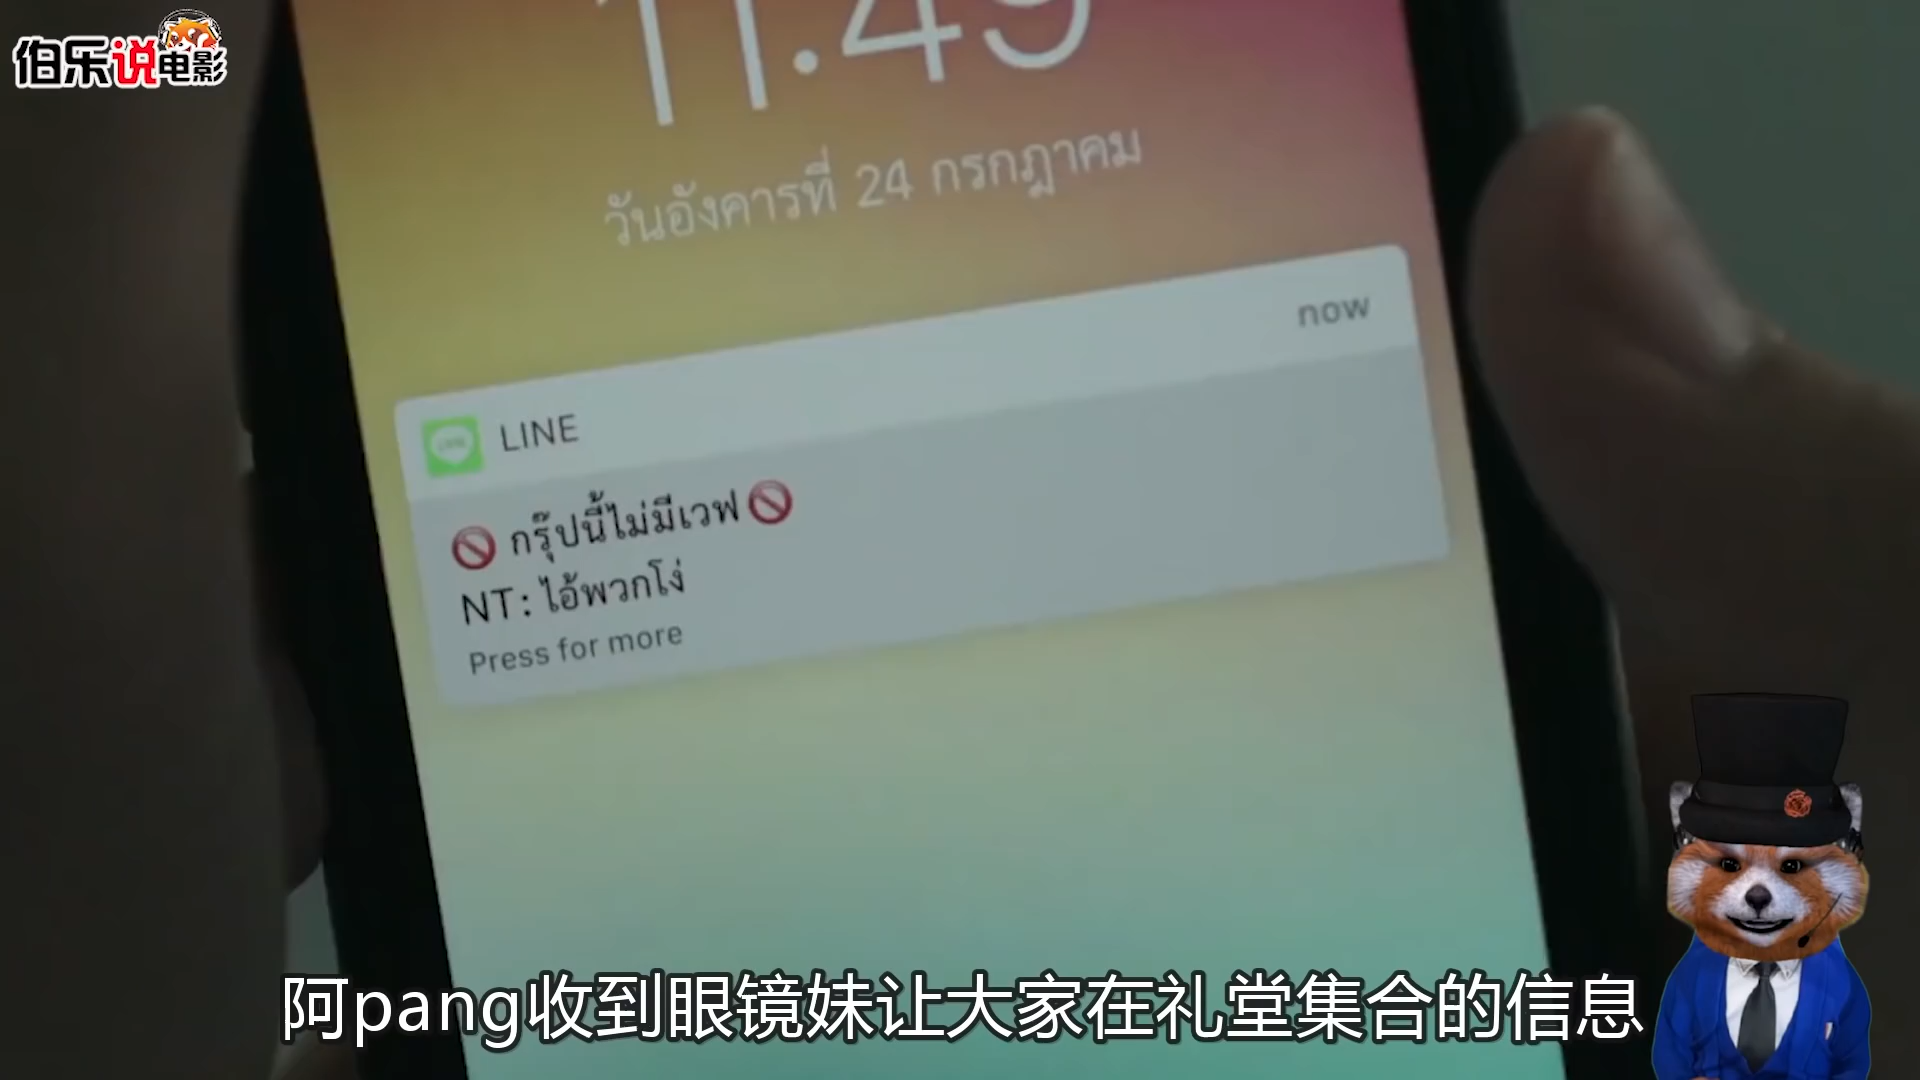 伯乐说电影
11.49
วันอังคารที่ 24 กรกฎาคม
now
LINE
🚫 กรุ๊ปนี้ไม่มีเวฟ 🚫
NT: ไอ้พวกโง่
Press for more
阿pang收到眼镜妹让大家在礼堂集合的信息